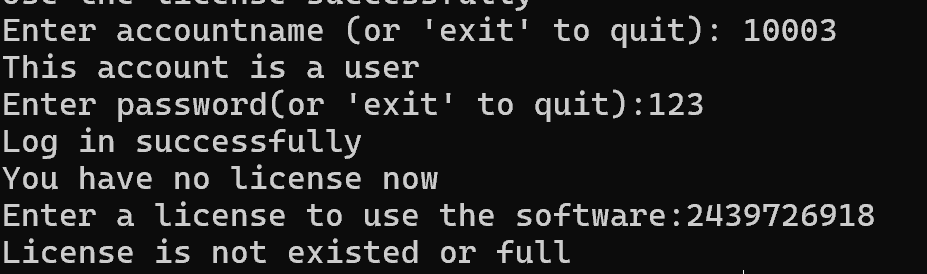 use the license successfully
Enter accountname (or 'exit' to quit): 10003
This account is a user
Enter password(or 'exit' to quit):123
Log in successfully
You have no license now
Enter a license to use the software:2439726918
License is not existed or full